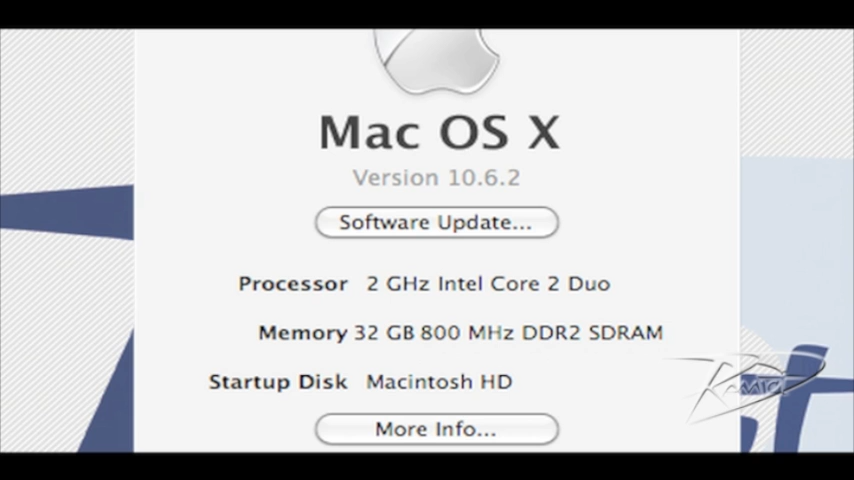 Mac OS X
Version 10.6.2
Software Update...
Processor 2 GHz Intel Core 2 Duo
Memory 32 GB 800 MHz DDR2 SDRAM
Startup Disk Macintosh HD
More Info...